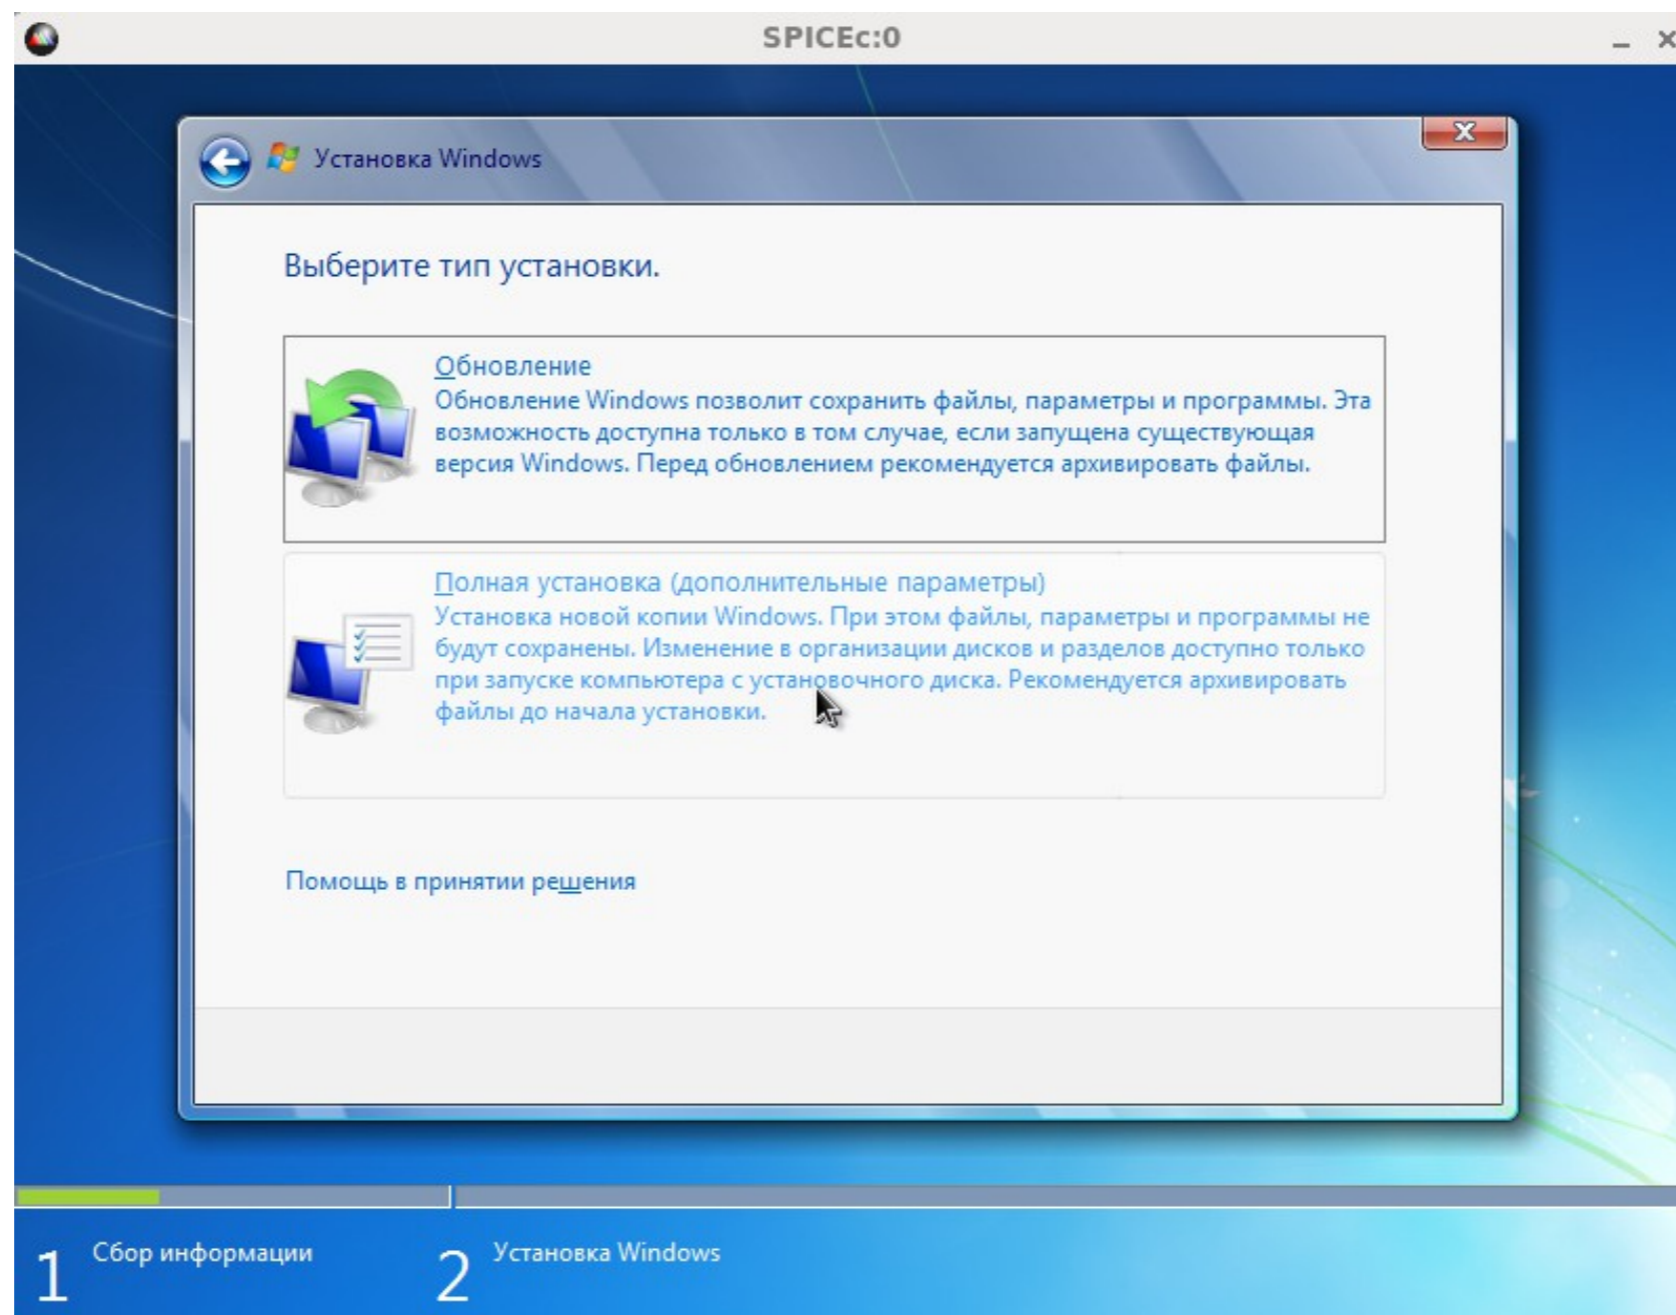 SPICEc:0
Установка Windows
Выберите тип установки.
Обновление
Обновление Windows позволит сохранить файлы, параметры и программы. Эта
возможность доступна только в том случае, если запущена существующая
версия Windows. Перед обновлением рекомендуется архивировать файлы.
Полная установка (дополнительные параметры)
Установка новой копии Windows. При этом файлы, параметры и программы не
будут сохранены. Изменение в организации дисков и разделов доступно только
при запуске компьютера с установочного диска. Рекомендуется архивировать
файлы до начала установки.
Помощь в принятии решения
1 Сбор информации
2 Установка Windows